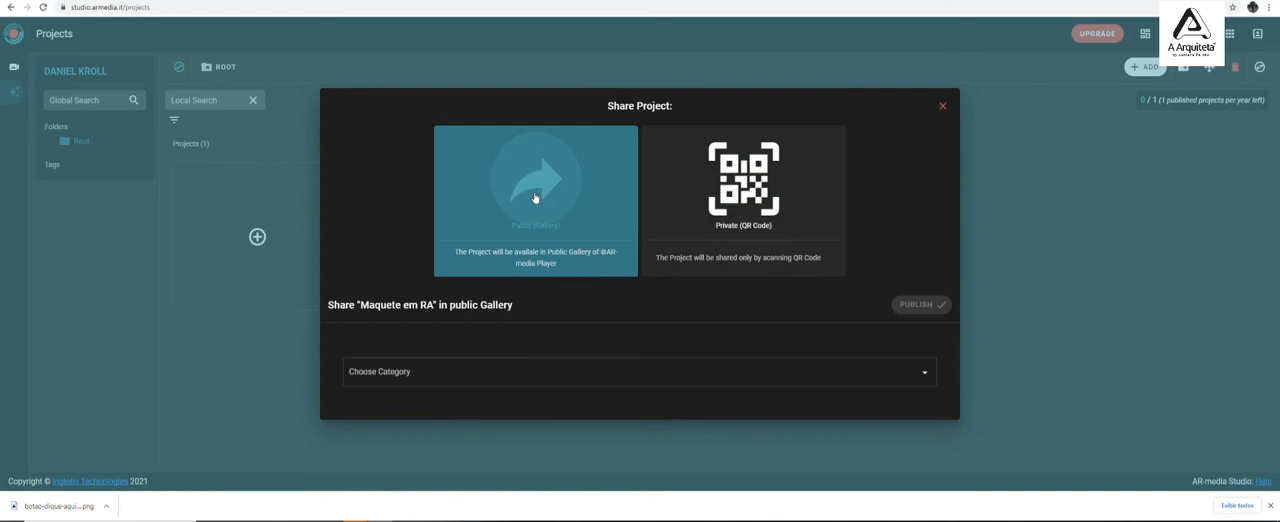 studio.armedia.it/projects
Projects
UPGRADE
A Arquiteta
DANIEL KROLL
ROOT
ADD
Global Search
Local Search
0 / 1 (1 published projects per year left)
Folders
Root
Projects (1)
Tags
Share Project:
Public (Gallery)
The Project will be availale in Public Gallery of @AR-
media Player
Private (QR Code)
The Project will be shared only by scanning QR Code
Share "Maquete em RA" in public Gallery
PUBLISH
Choose Category
Copyright © Inglobe Technologies 2021
AR-media Studio: Help
botao-clique-aqui....png
Exibir todos